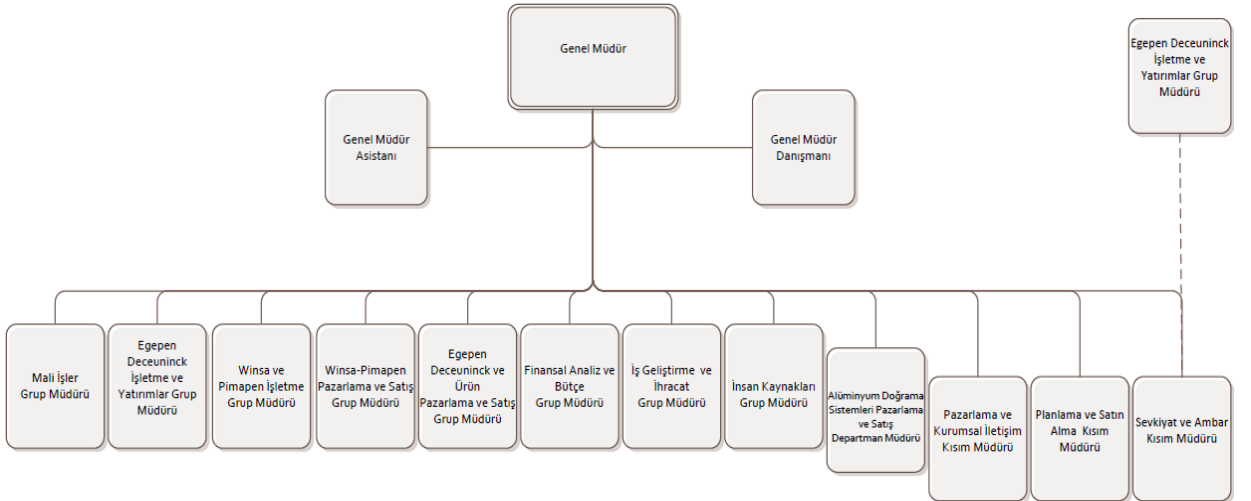 Genel Müdür
Egepen Deceuninck
İşletme ve
Yatırımlar Grup
Müdürü
Genel Müdür
Asistanı
Genel Müdür
Danışmanı
Mali İşler
Grup Müdürü
Egepen
Deceuninck
İşletme ve
Yatırımlar Grup
Müdürü
Winsa ve
Pimapen İşletme
Grup Müdürü
Winsa-Pimapen
Pazarlama ve Satış
Grup Müdürü
Egepen
Deceuninck ve
Ürün
Pazarlama ve Satış
Grup Müdürü
Finansal Analiz ve
Bütçe
Grup Müdürü
İş Geliştirme ve
İhracat
Grup Müdürü
İnsan Kaynakları
Grup Müdürü
Alüminyum Doğrama
Sistemleri Pazarlama
ve Satış
Departman Müdürü
Pazarlama ve
Kurumsal İletişim
Kısım Müdürü
Planlama ve Satın
Alma Kısım
Müdürü
Sevkiyat ve Ambar
Kısım Müdürü